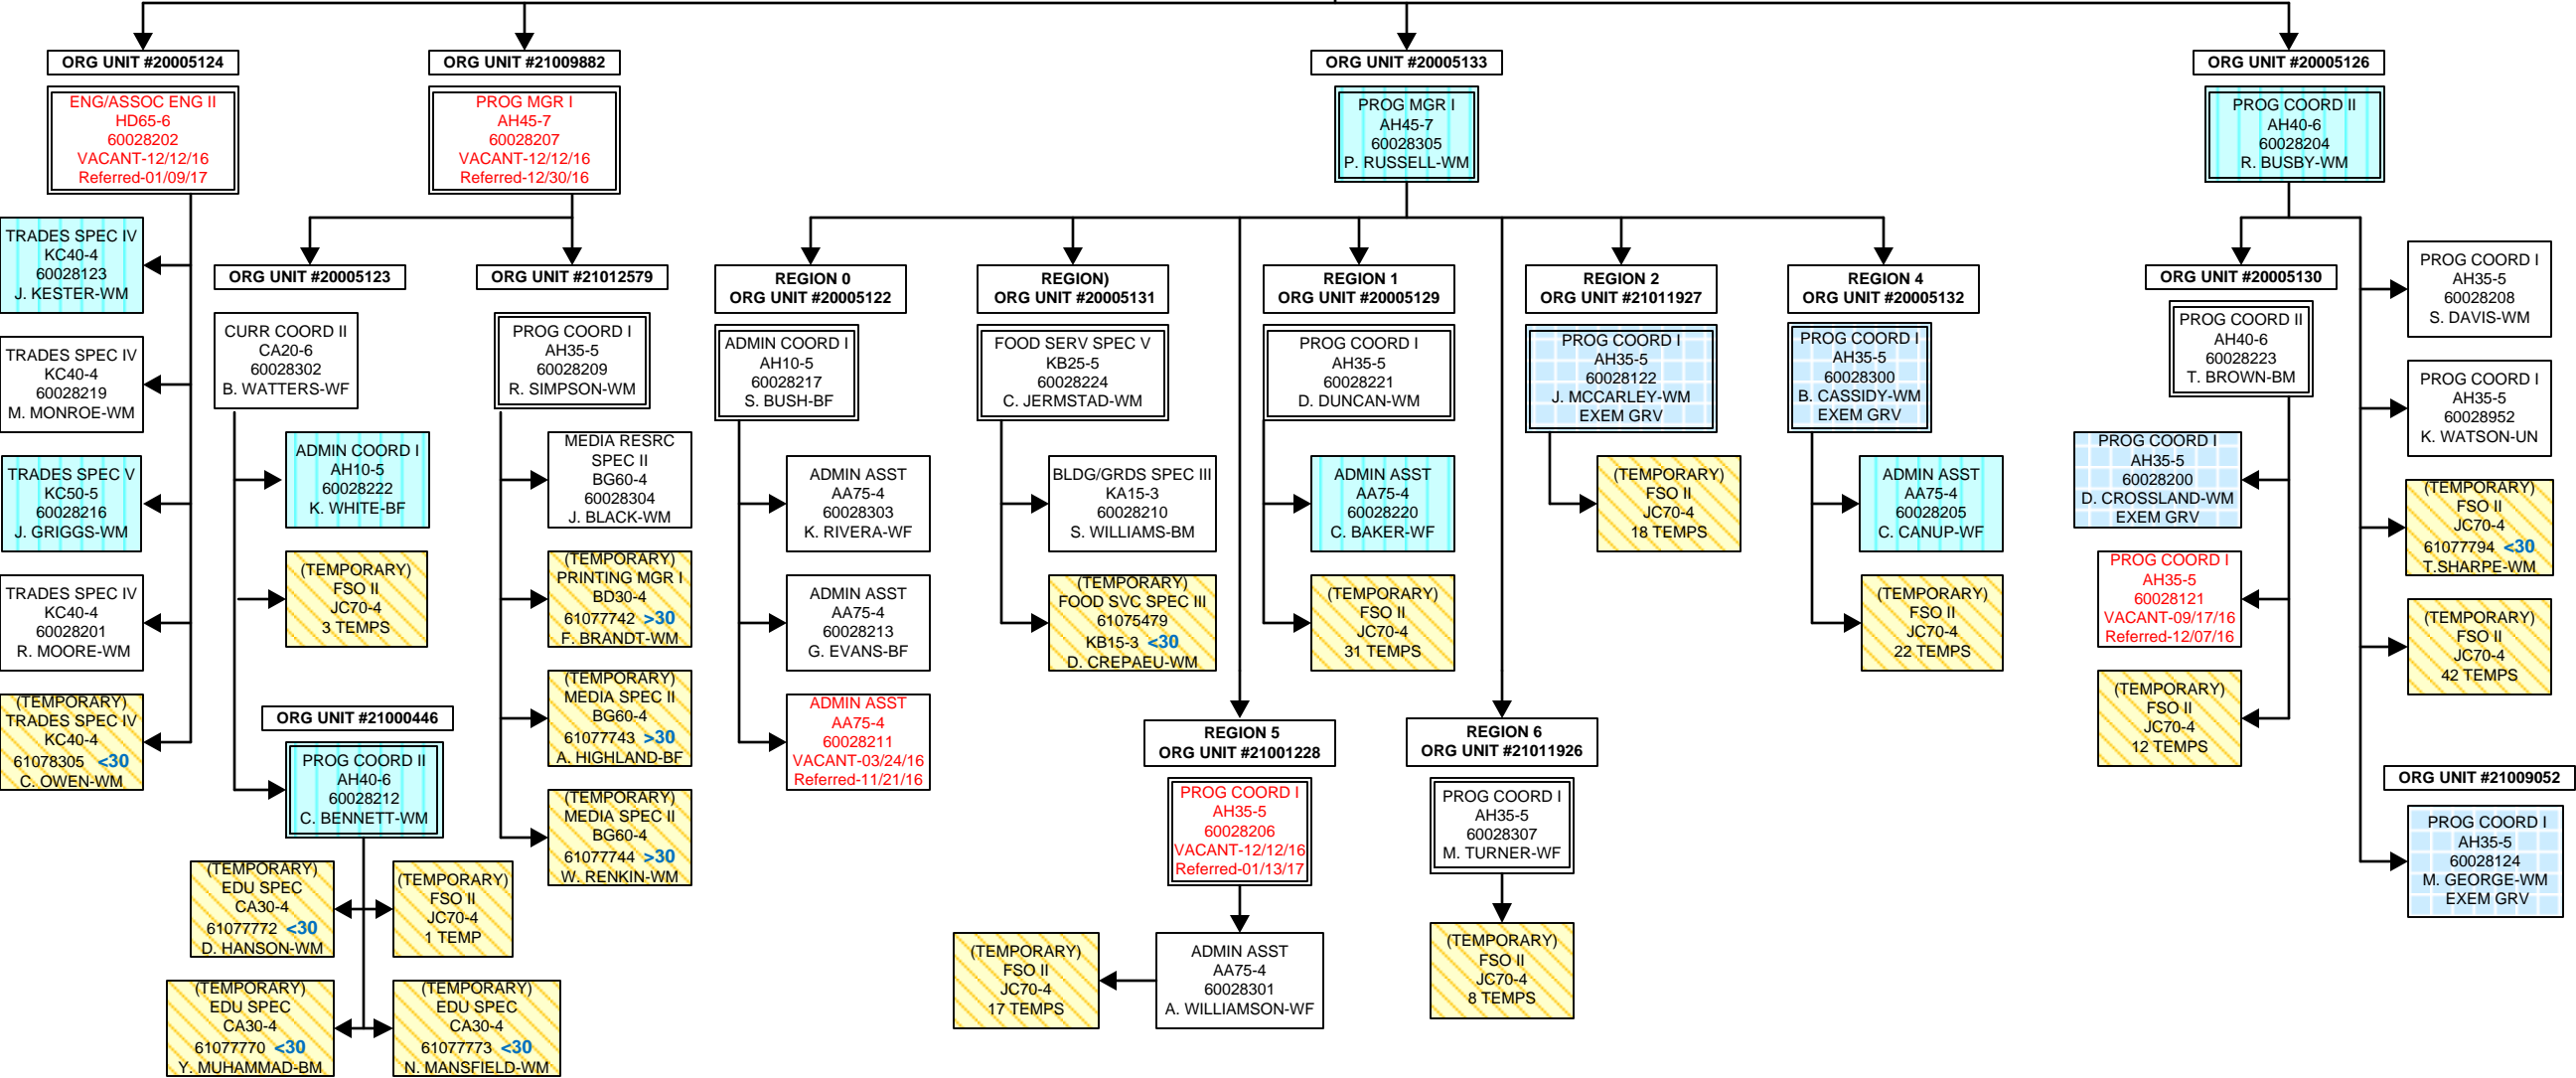 ORG UNIT #20005124
ENG/ASSOC ENG II
HD65-6
60028202
VACANT-12/12/16
Referred-01/09/17
TRADES SPEC IV
KC40-4
60028123
J. KESTER-WM
TRADES SPEC IV
KC40-4
60028219
M. MONROE-WM
TRADES SPEC V
KC50-5
60028216
J. GRIGGS-WM
TRADES SPEC IV
KC40-4
60028201
R. MOORE-WM
(TEMPORARY)
TRADES SPEC IV
KC40-4
61078305 <30
C. OWEN-WM
ORG UNIT #21009882
PROG MGR I
AH45-7
60028207
VACANT-12/12/16
Referred-12/30/16
ORG UNIT #20005123
CURR COORD II
CA20-6
60028302
B. WATTERS-WF
ADMIN COORD I
AH10-5
60028222
K. WHITE-BF
(TEMPORARY)
FSO II
JC70-4
3 TEMPS
ORG UNIT #21000446
PROG COORD II
AH40-6
60028212
C. BENNETT-WM
(TEMPORARY)
EDU SPEC
CA30-4
61077772 <30
D. HANSON-WM
(TEMPORARY)
FSO II
JC70-4
1 TEMP
(TEMPORARY)
EDU SPEC
CA30-4
61077770 <30
Y. MUHAMMAD-BM
(TEMPORARY)
EDU SPEC
CA30-4
61077773 <30
N. MANSFIELD-WM
ORG UNIT #21012579
PROG COORD I
AH35-5
60028209
R. SIMPSON-WM
MEDIA RESRC
SPEC II
BG60-4
60028304
J. BLACK-WM
(TEMPORARY)
PRINTING MGR I
BD30-4
61077742 >30
F. BRANDT-WM
(TEMPORARY)
MEDIA SPEC II
BG60-4
61077743 >30
A. HIGHLAND-BF
(TEMPORARY)
MEDIA SPEC II
BG60-4
61077744 >30
W. RENKIN-WM
ORG UNIT #20005133
PROG MGR I
AH45-7
60028305
P. RUSSELL-WM
REGION 0
ORG UNIT #20005122
ADMIN COORD I
AH10-5
60028217
S. BUSH-BF
ADMIN ASST
AA75-4
60028303
K. RIVERA-WF
ADMIN ASST
AA75-4
60028213
G. EVANS-BF
ADMIN ASST
AA75-4
60028211
VACANT-03/24/16
Referred-11/21/16
REGION)
ORG UNIT #20005131
FOOD SERV SPEC V
KB25-5
60028224
C. JERMSTAD-WM
BLDG/GRDS SPEC III
KA15-3
60028210
S. WILLIAMS-BM
(TEMPORARY)
FOOD SVC SPEC III
61075479
KB15-3 <30
D. CREPAEU-WM
REGION 1
ORG UNIT #20005129
PROG COORD I
AH35-5
60028221
D. DUNCAN-WM
ADMIN ASST
AA75-4
60028220
C. BAKER-WF
(TEMPORARY)
FSO II
JC70-4
31 TEMPS
REGION 2
ORG UNIT #21011927
PROG COORD I
AH35-5
60028122
J. MCCARLEY-WM
EXEM GRV
(TEMPORARY)
FSO II
JC70-4
18 TEMPS
REGION 4
ORG UNIT #20005132
PROG COORD I
AH35-5
60028300
B. CASSIDY-WM
EXEM GRV
ADMIN ASST
AA75-4
60028205
C. CANUP-WF
(TEMPORARY)
FSO II
JC70-4
22 TEMPS
REGION 5
ORG UNIT #21001228
PROG COORD I
AH35-5
60028206
VACANT-12/12/16
Referred-01/13/17
ADMIN ASST
AA75-4
60028301
A. WILLIAMSON-WF
(TEMPORARY)
FSO II
JC70-4
17 TEMPS
REGION 6
ORG UNIT #21011926
PROG COORD I
AH35-5
60028307
M. TURNER-WF
(TEMPORARY)
FSO II
JC70-4
8 TEMPS
ORG UNIT #20005126
PROG COORD II
AH40-6
60028204
R. BUSBY-WM
ORG UNIT #20005130
PROG COORD II
AH40-6
60028223
T. BROWN-BM
PROG COORD I
AH35-5
60028200
D. CROSSLAND-WM
EXEM GRV
PROG COORD I
AH35-5
60028121
VACANT-09/17/16
Referred-12/07/16
(TEMPORARY)
FSO II
JC70-4
12 TEMPS
PROG COORD I
AH35-5
60028208
S. DAVIS-WM
PROG COORD I
AH35-5
60028952
K. WATSON-UN
(TEMPORARY)
FSO II
JC70-4
61077794 <30
T.SHARPE-WM
(TEMPORARY)
FSO II
JC70-4
42 TEMPS
ORG UNIT #21009052
PROG COORD I
AH35-5
60028124
M. GEORGE-WM
EXEM GRV